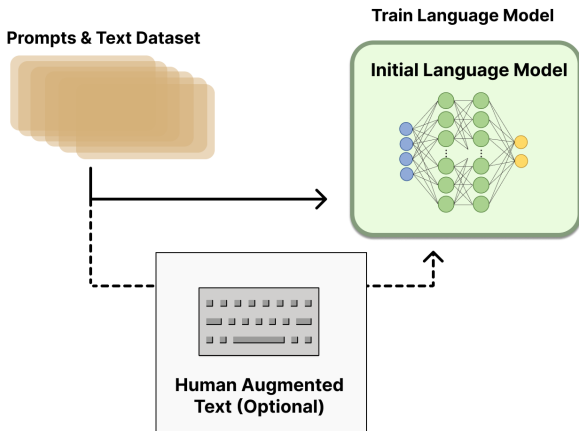 Train Language Model
Prompts & Text Dataset
Initial Language Model
Human Augmented
Text (Optional)